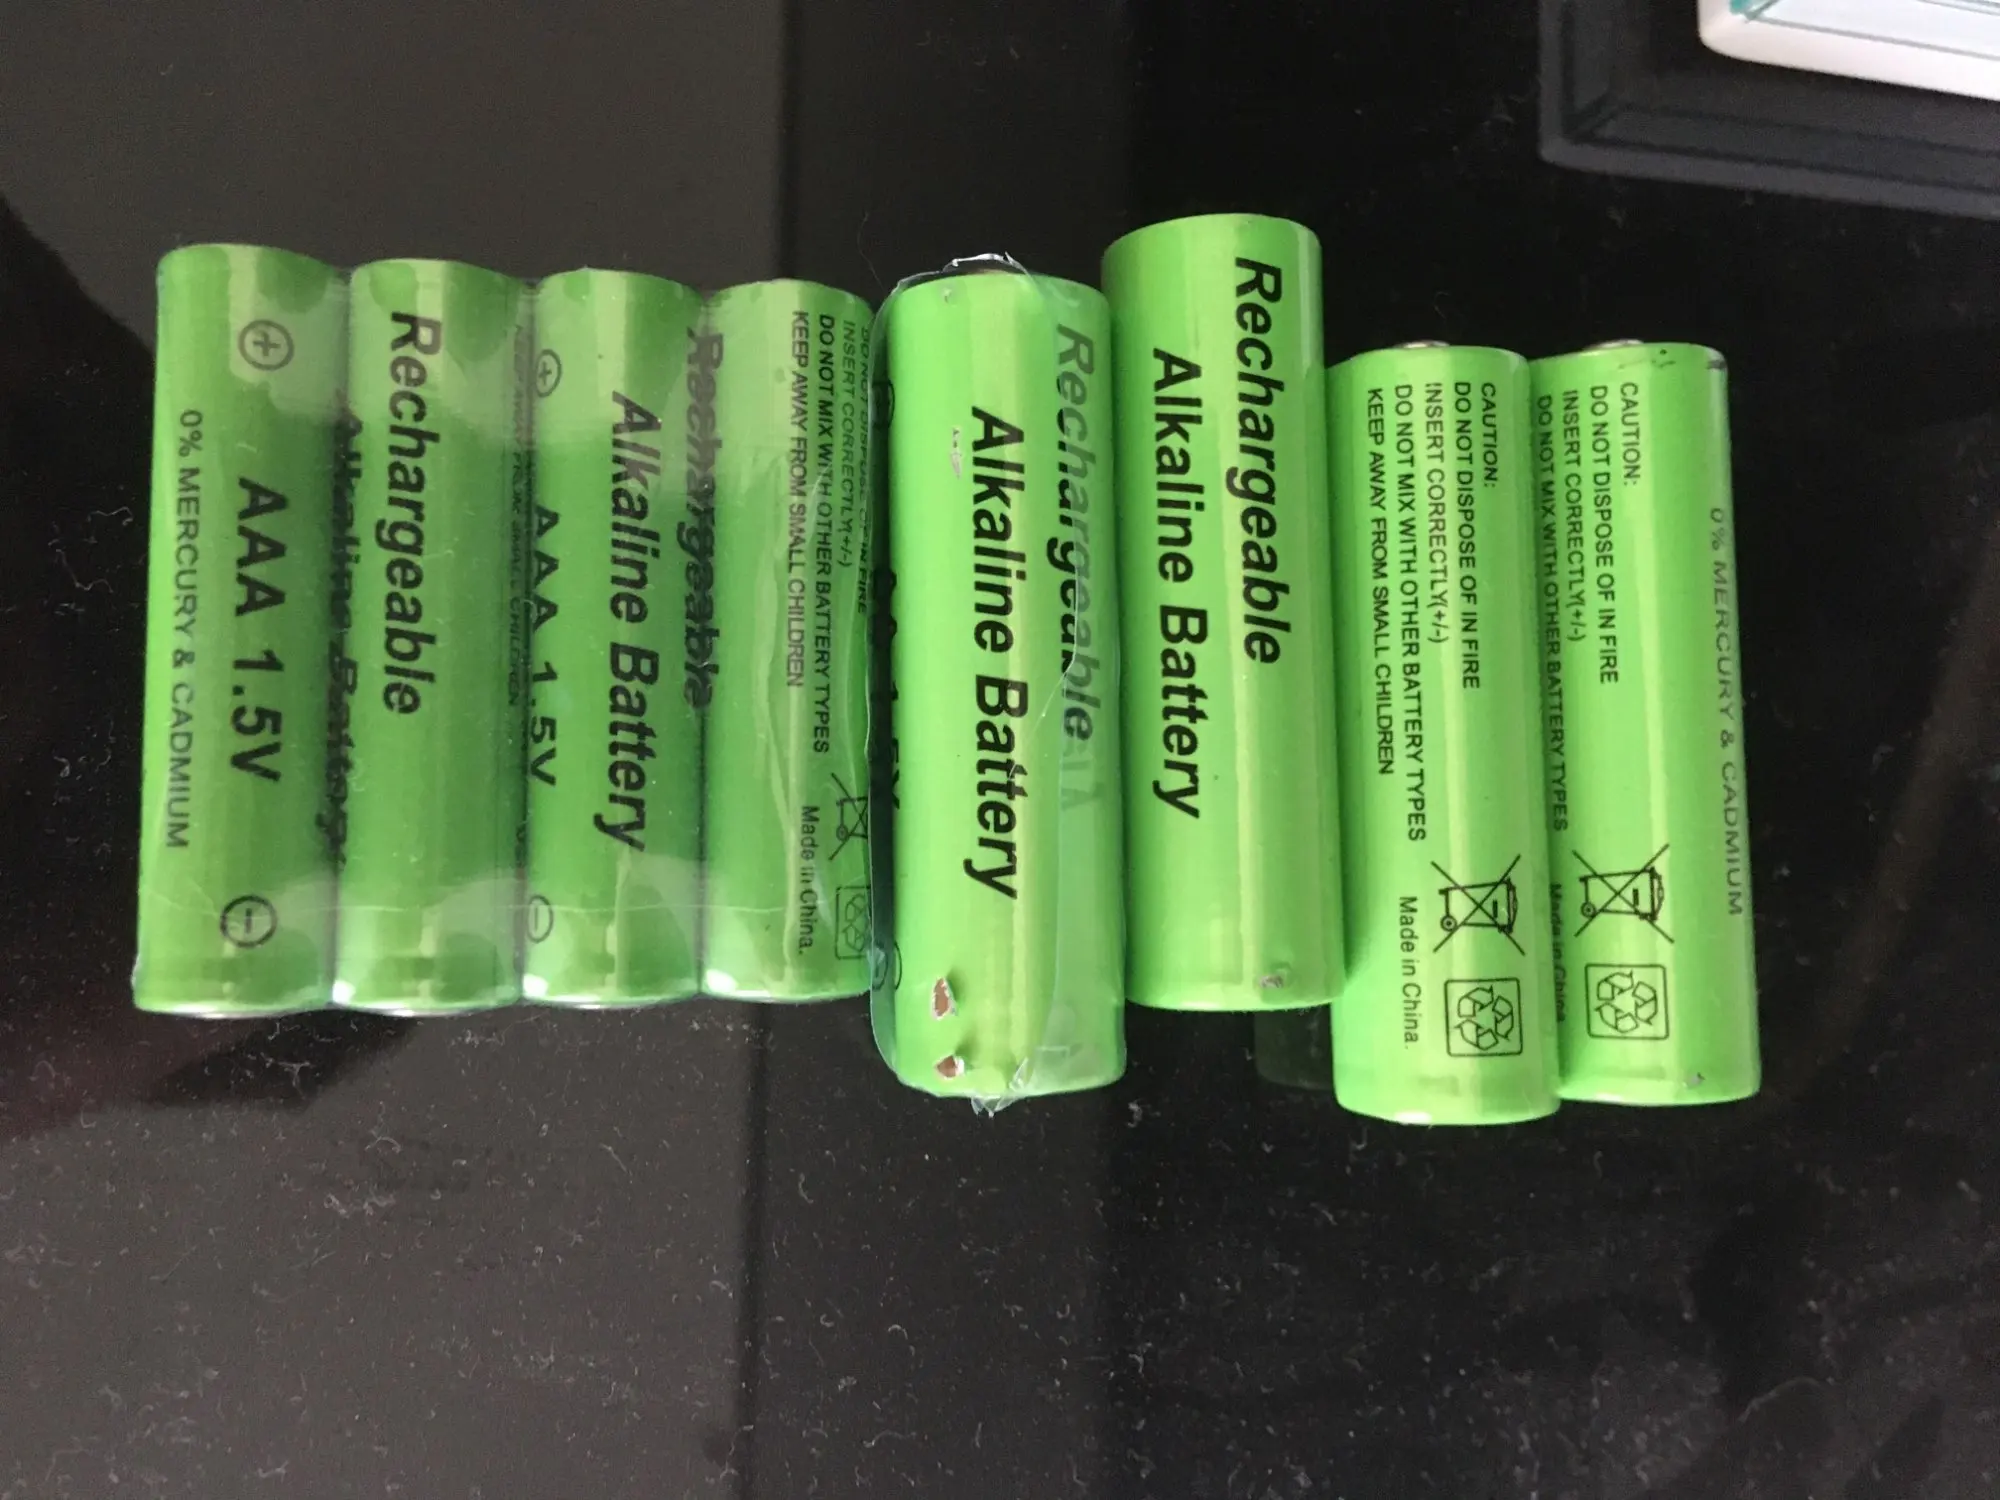 AAA 1.5V
0% MERCURY & CADMIUM
Rechargeable
Alkaline Battery
AAA 1.5V
Alkaline Battery
Rechargeable
DO NOT DISPOSE OF IN FIRE
INSERT CORRECTLY(+/-)
DO NOT MIX WITH OTHER BATTERY TYPES
KEEP AWAY FROM SMALL CHILDREN
Made in China.
Rechargeable
Alkaline Battery
Rechargeable
Alkaline Battery
CAUTION:
DO NOT DISPOSE OF IN FIRE
INSERT CORRECTLY(+/-)
DO NOT MIX WITH OTHER BATTERY TYPES
KEEP AWAY FROM SMALL CHILDREN
Made in China.
0% MERCURY & CADMIUM
CAUTION:
DO NOT DISPOSE OF IN FIRE
INSERT CORRECTLY(+/-)
DO NOT MIX WITH OTHER BATTERY TYPES
Made in China